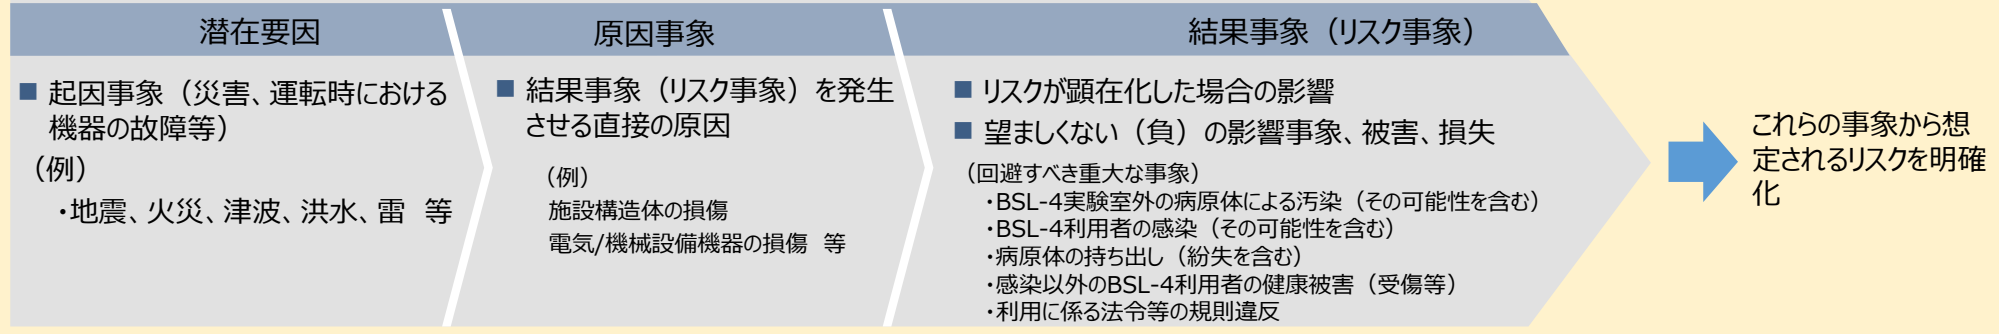 潜在要因
■ 起因事象（災害、運転時における
機器の故障等）
（例）
・地震、火災、津波、洪水、雷　等
原因事象
■ 結果事象（リスク事象）を発生
させる直接の原因
（例）
施設構造体の損傷
電気/機械設備機器の損傷　等
結果事象（リスク事象）
■ リスクが顕在化した場合の影響
■ 望ましくない（負）の影響事象、被害、損失
（回避すべき重大な事象）
・BSL-4実験室外の病原体による汚染（その可能性を含む）
・BSL-4利用者の感染（その可能性を含む）
・病原体の持ち出し（紛失を含む）
・感染以外のBSL-4利用者の健康被害（受傷等）
・利用に係る法令等の規則違反
これらの事象から想
定されるリスクを明確
化